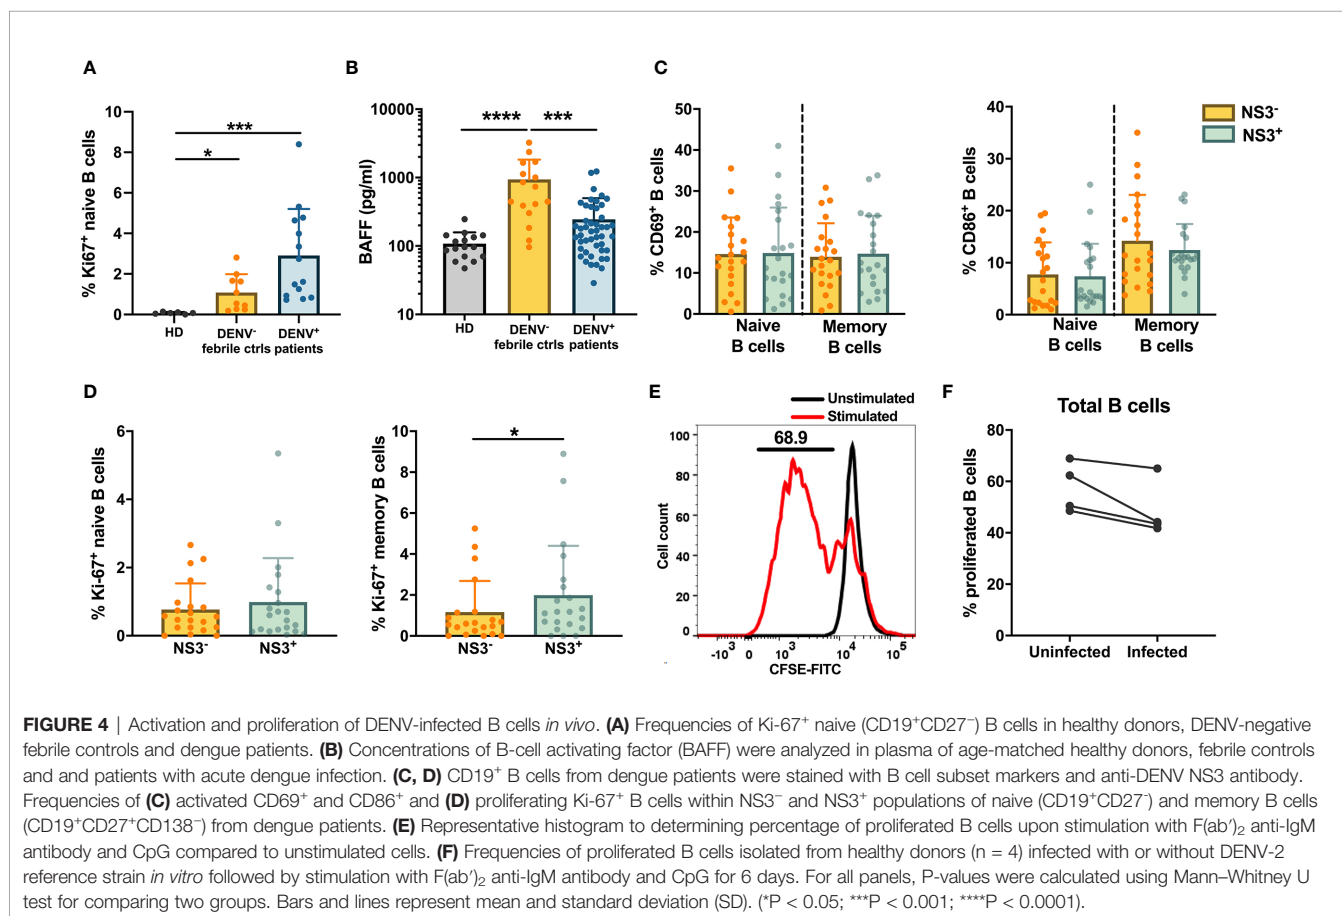 A
% Ki67⁺ naive B cells
10
8
6
4
2
0
***
*
HD
DENV⁻ febrile ctrls
DENV⁺ patients
B
BAFF (pg/ml)
10000
1000
100
10
****
***
HD
DENV⁻ febrile ctrls
DENV⁺ patients
C
% CD69⁺ B cells
50
40
30
20
10
0
Naive B cells
Memory B cells
% CD86⁺ B cells
40
30
20
10
0
Naive B cells
Memory B cells
NS3⁻
NS3⁺
D
% Ki-67⁺ naive B cells
6
4
2
0
NS3⁻
NS3⁺
% Ki-67⁺ memory B cells
10
8
6
4
2
0
*
NS3⁻
NS3⁺
E
Unstimulated
Stimulated
68.9
Cell count
100
80
60
40
20
0
-10³
0
10³
10⁴
10⁵
CFSE-FITC
F
Total B cells
% proliferated B cells
80
60
40
20
0
Uninfected
Infected
FIGURE 4 | Activation and proliferation of DENV-infected B cells in vivo. (A) Frequencies of Ki-67⁺ naive (CD19⁺CD27⁻) B cells in healthy donors, DENV-negative
febrile controls and dengue patients. (B) Concentrations of B-cell activating factor (BAFF) were analyzed in plasma of age-matched healthy donors, febrile controls
and and patients with acute dengue infection. (C, D) CD19⁺ B cells from dengue patients were stained with B cell subset markers and anti-DENV NS3 antibody.
Frequencies of (C) activated CD69⁺ and CD86⁺ and (D) proliferating Ki-67⁺ B cells within NS3⁻ and NS3⁺ populations of naive (CD19⁺CD27⁻) and memory B cells
(CD19⁺CD27⁺CD138⁻) from dengue patients. (E) Representative histogram to determining percentage of proliferated B cells upon stimulation with F(ab′)₂ anti-IgM
antibody and CpG compared to unstimulated cells. (F) Frequencies of proliferated B cells isolated from healthy donors (n = 4) infected with or without DENV-2
reference strain in vitro followed by stimulation with F(ab′)₂ anti-IgM antibody and CpG for 6 days. For all panels, P-values were calculated using Mann–Whitney U
test for comparing two groups. Bars and lines represent mean and standard deviation (SD). (*P < 0.05; ***P < 0.001; ****P < 0.0001).